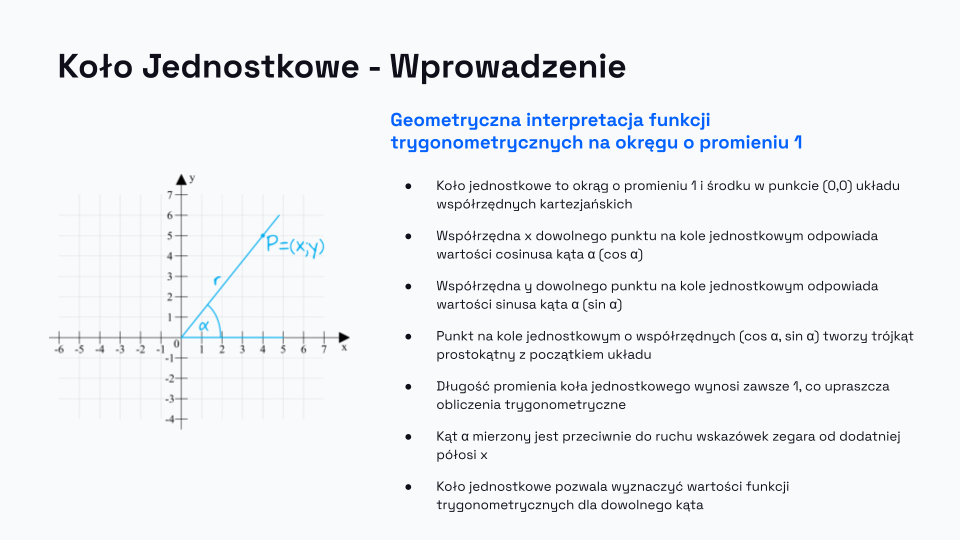 Koło Jednostkowe - Wprowadzenie
Geometryczna interpretacja funkcji
trygonometrycznych na okręgu o promieniu 1
● Koło jednostkowe to okrąg o promieniu 1 i środku w punkcie (0,0) układu
współrzędnych kartezjańskich
● Współrzędna x dowolnego punktu na kole jednostkowym odpowiada
wartości cosinusa kąta α (cos α)
● Współrzędna y dowolnego punktu na kole jednostkowym odpowiada
wartości sinusa kąta α (sin α)
● Punkt na kole jednostkowym o współrzędnych (cos α, sin α) tworzy trójkąt
prostokątny z początkiem układu
● Długość promienia koła jednostkowego wynosi zawsze 1, co upraszcza
obliczenia trygonometryczne
● Kąt α mierzony jest przeciwnie do ruchu wskazówek zegara od dodatniej
półosi x
● Koło jednostkowe pozwala wyznaczyć wartości funkcji
trygonometrycznych dla dowolnego kąta
y
7
6
5
P=(x;y)
4
3
r
2
1
α
0
-6 -5 -4 -3 -2 -1 1 2 3 4 5 6 7 x
-1
-2
-3
-4